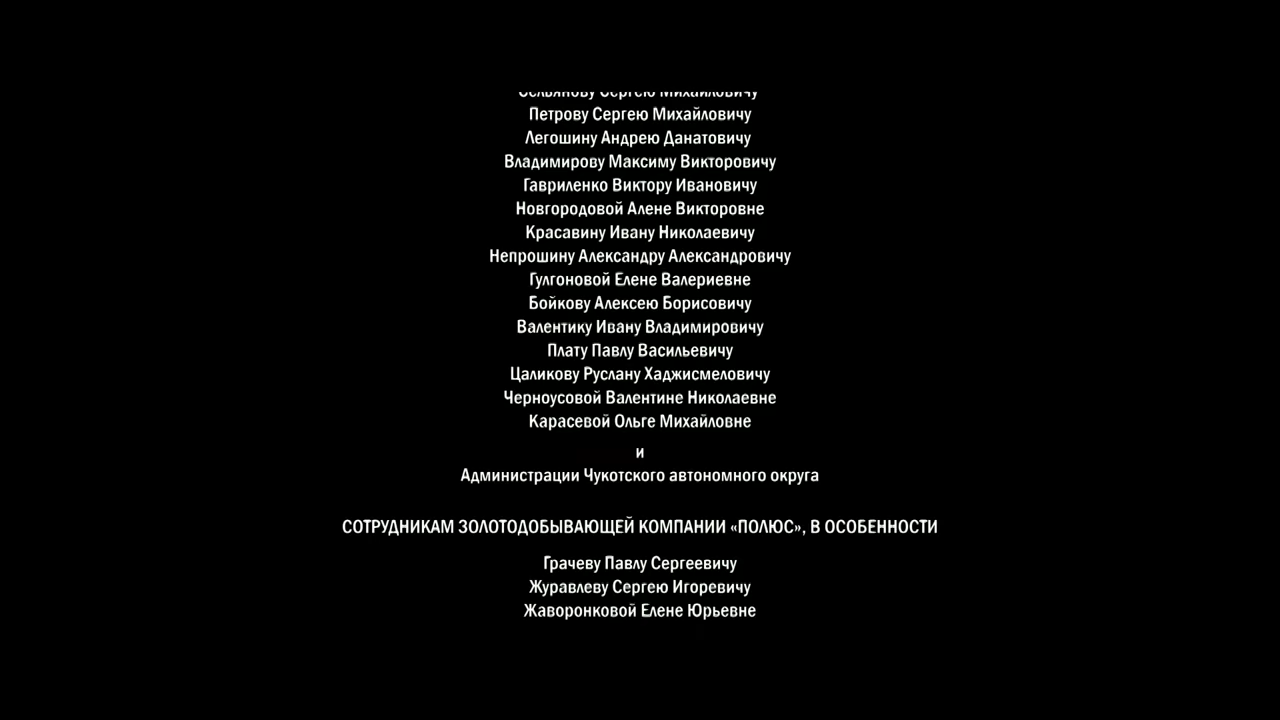 Сельянову Сергею Михайловичу
Петрову Сергею Михайловичу
Легошину Андрею Данатовичу
Владимирову Максиму Викторовичу
Гавриленко Виктору Ивановичу
Новгородовой Алене Викторовне
Красавину Ивану Николаевичу
Непрошину Александру Александровичу
Гулгоновой Елене Валериевне
Бойкову Алексею Борисовичу
Валентику Ивану Владимировичу
Плату Павлу Васильевичу
Цаликову Руслану Хаджисмеловичу
Черноусовой Валентине Николаевне
Карасевой Ольге Михайловне
и
Администрации Чукотского автономного округа
СОТРУДНИКАМ ЗОЛОТОДОБЫВАЮЩЕЙ КОМПАНИИ «ПОЛЮС», В ОСОБЕННОСТИ
Грачеву Павлу Сергеевичу
Журавлеву Сергею Игоревичу
Жаворонковой Елене Юрьевне